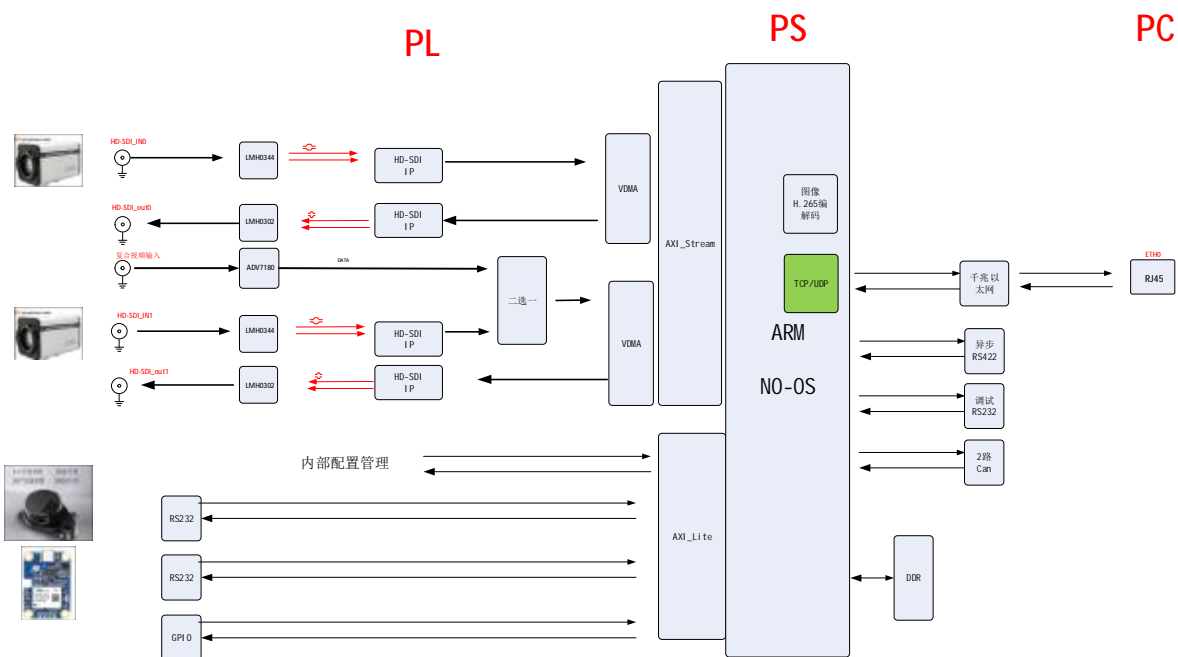 PL
PS
PC
HD-SDI_IN0
LMH0344
HD-SDI
IP
VDMA
HD-SDI_out0
LMH0302
HD-SDI
IP
复合视频输入
ADV7180
DATA
二选一
HD-SDI_IN1
LMH0344
HD-SDI
IP
VDMA
HD-SDI_out1
LMH0302
HD-SDI
IP
AXI_Stream
图像
H.265编
解码
TCP/UDP
ARM
NO-OS
千兆以
太网
ETH0
RJ45
异步
RS422
调试
RS232
2路
Can
内部配置管理
RS232
RS232
GPIO
AXI_Lite
DDR